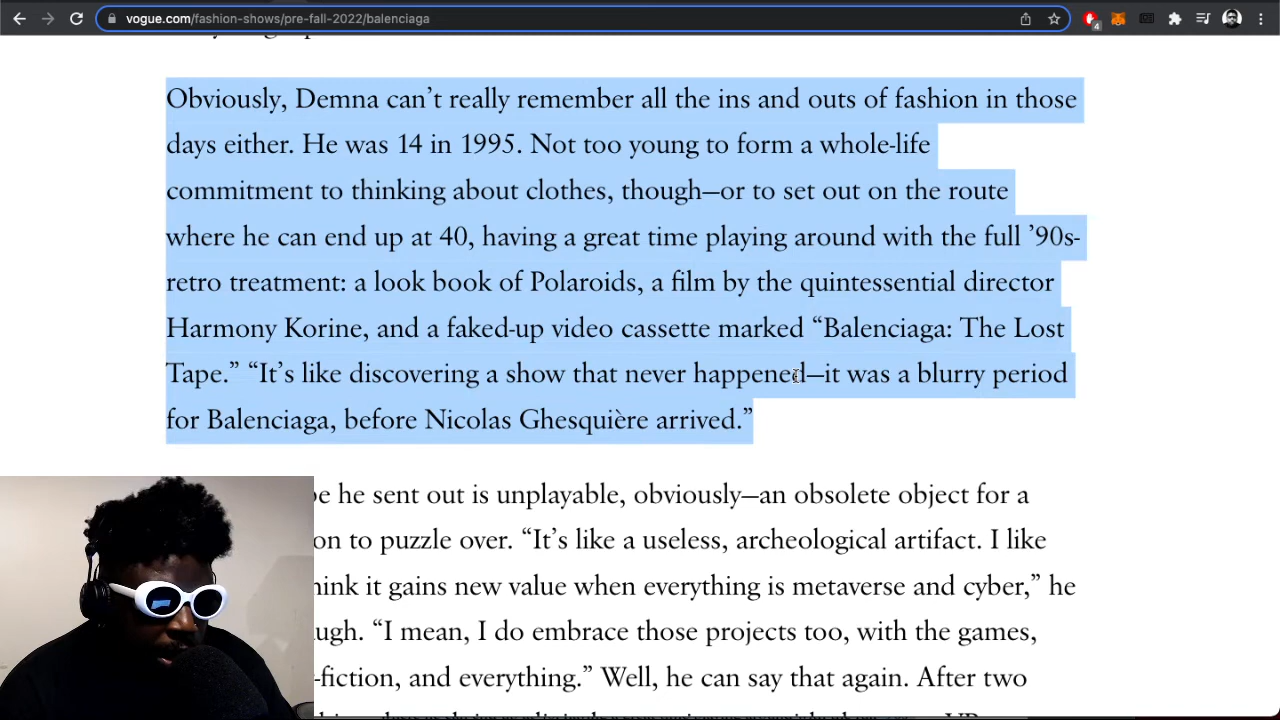 vogue.com/fashion-shows/pre-fall-2022/balenciaga
4
Obviously, Demna can’t really remember all the ins and outs of fashion in those
days either. He was 14 in 1995. Not too young to form a whole-life
commitment to thinking about clothes, though—or to set out on the route
where he can end up at 40, having a great time playing around with the full ’90s-
retro treatment: a look book of Polaroids, a film by the quintessential director
Harmony Korine, and a faked-up video cassette marked “Balenciaga: The Lost
Tape.” “It’s like discovering a show that never happened—it was a blurry period
for Balenciaga, before Nicolas Ghesquière arrived.”
he sent out is unplayable, obviously—an obsolete object for a
on to puzzle over. “It’s like a useless, archeological artifact. I like
it gains new value when everything is metaverse and cyber,” he
“I mean, I do embrace those projects too, with the games,
-fiction, and everything.” Well, he can say that again. After two